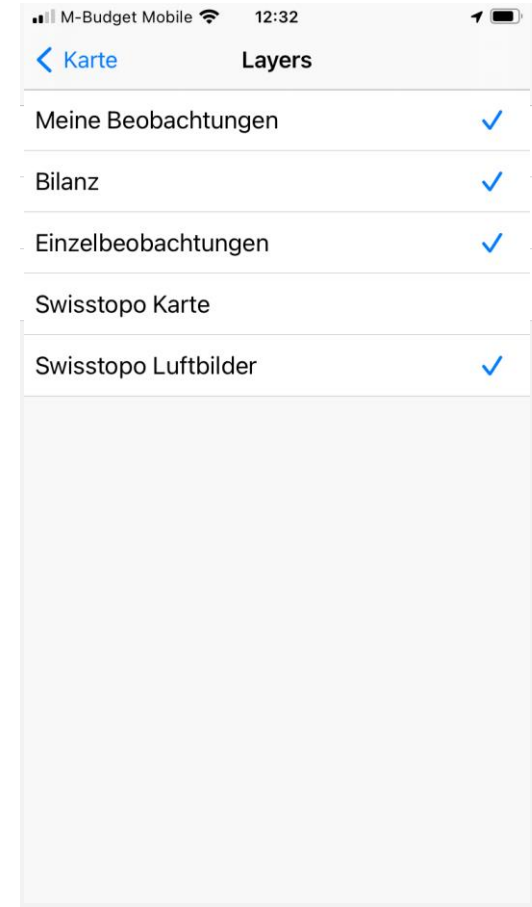 M-Budget Mobile 12:32
Karte Layers
Meine Beobachtungen
Bilanz
Einzelbeobachtungen
Swisstopo Karte
Swisstopo Luftbilder